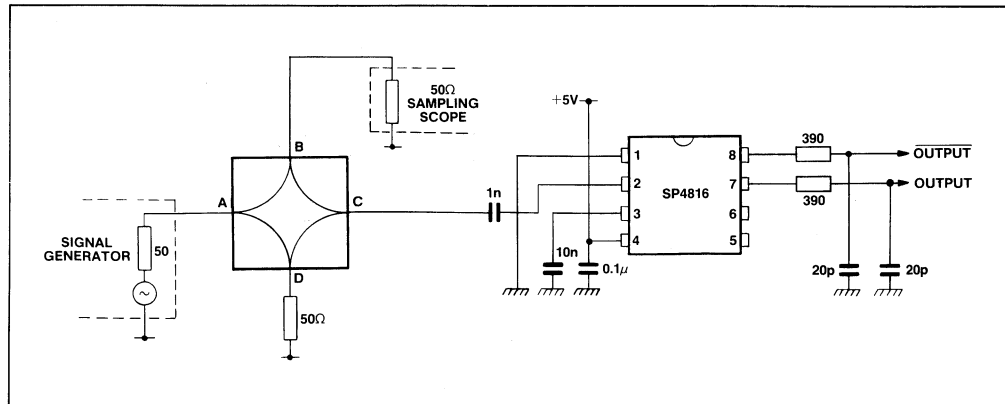 50Ω
SAMPLING
SCOPE
+5V
B
A
C
D
SIGNAL
GENERATOR
50
50Ω
1n
10n
0.1μ
1
2
3
4
SP4816
8
7
6
5
390
390
OUTPUT
OUTPUT
20p
20p